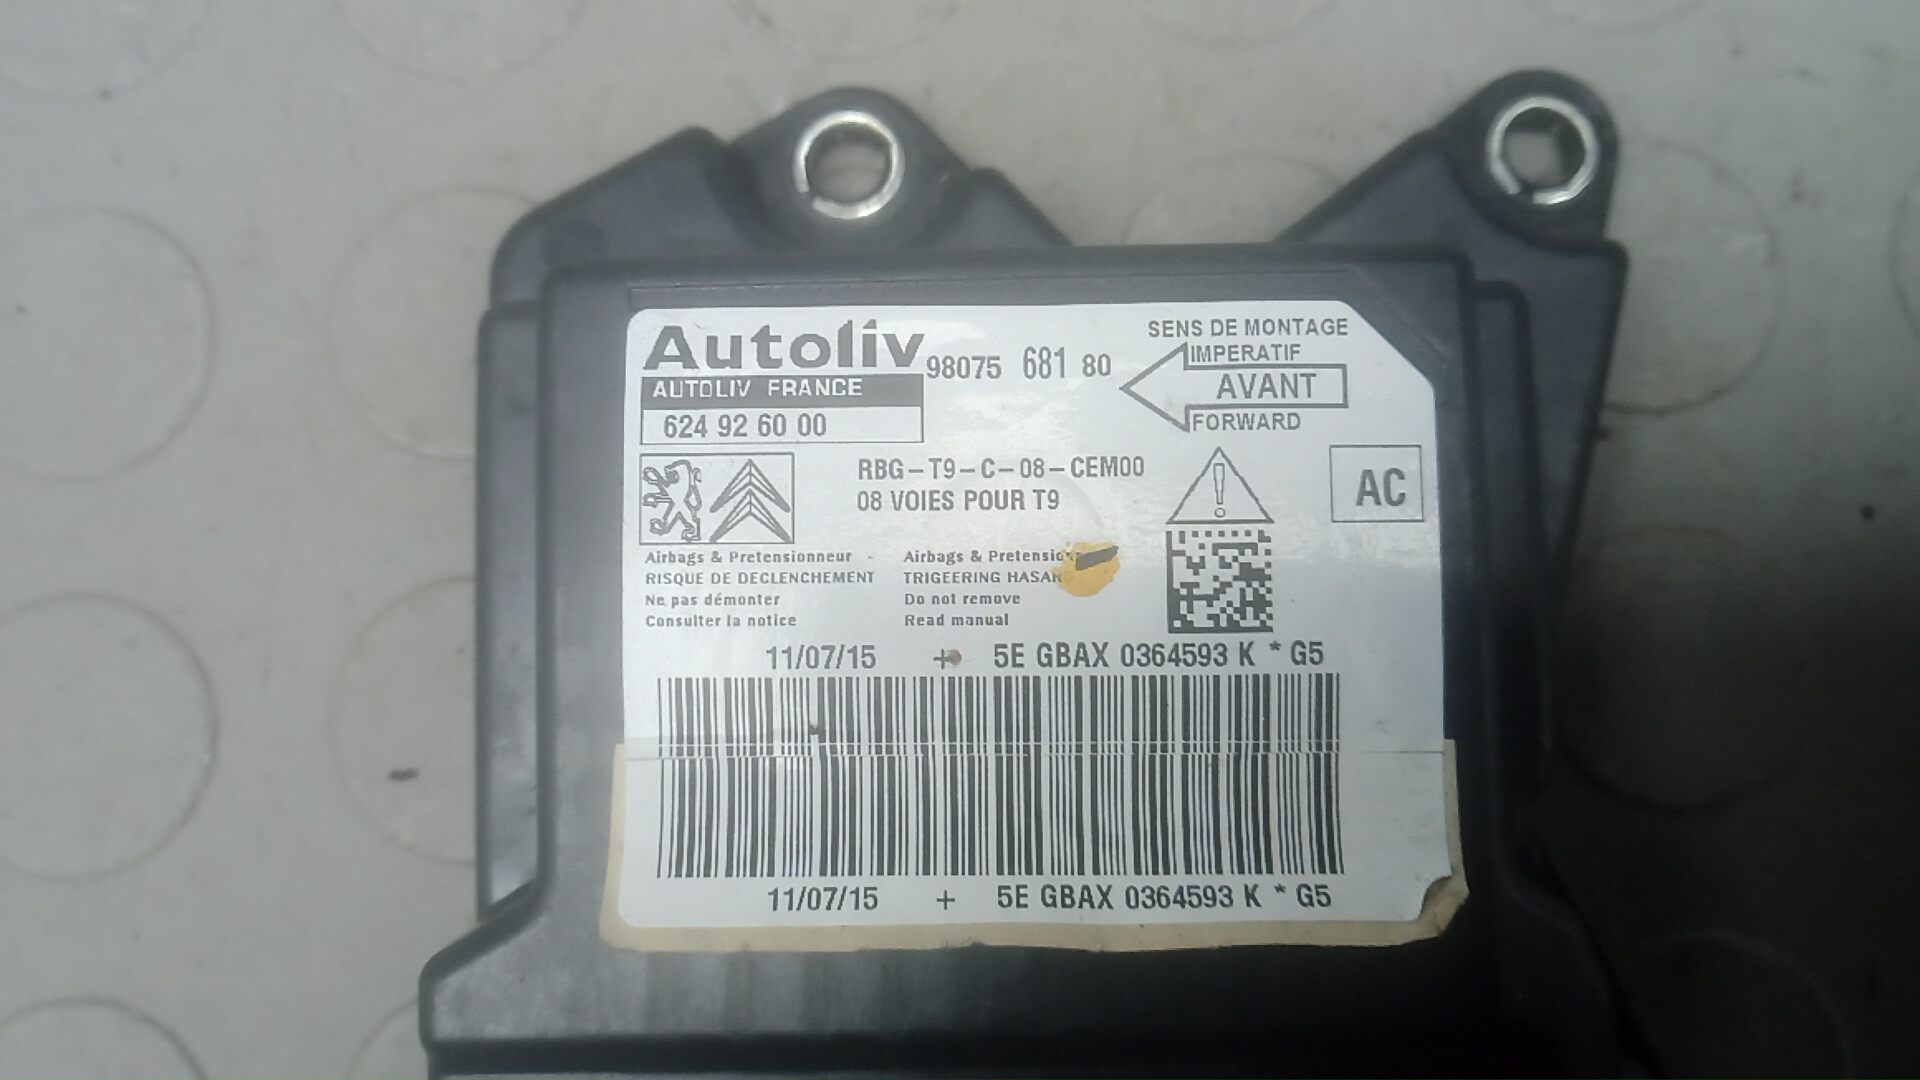 Autoliv
98075 681 80
AUTOLIV FRANCE
624 92 60 00
SENS DE MONTAGE
IMPERATIF
AVANT
FORWARD
RBG-T9-C-08-CEM00
08 VOIES POUR T9
AC
Airbags & Pretensionneur -
RISQUE DE DECLENCHEMENT
Ne pas démonter
Consulter la notice
Airbags &
TRIGEERING
Do not remove
Read manual
11/07/15 + 5E GBAX 0364593 K * G5
11/07/15 + 5E GBAX 0364593 K * G5